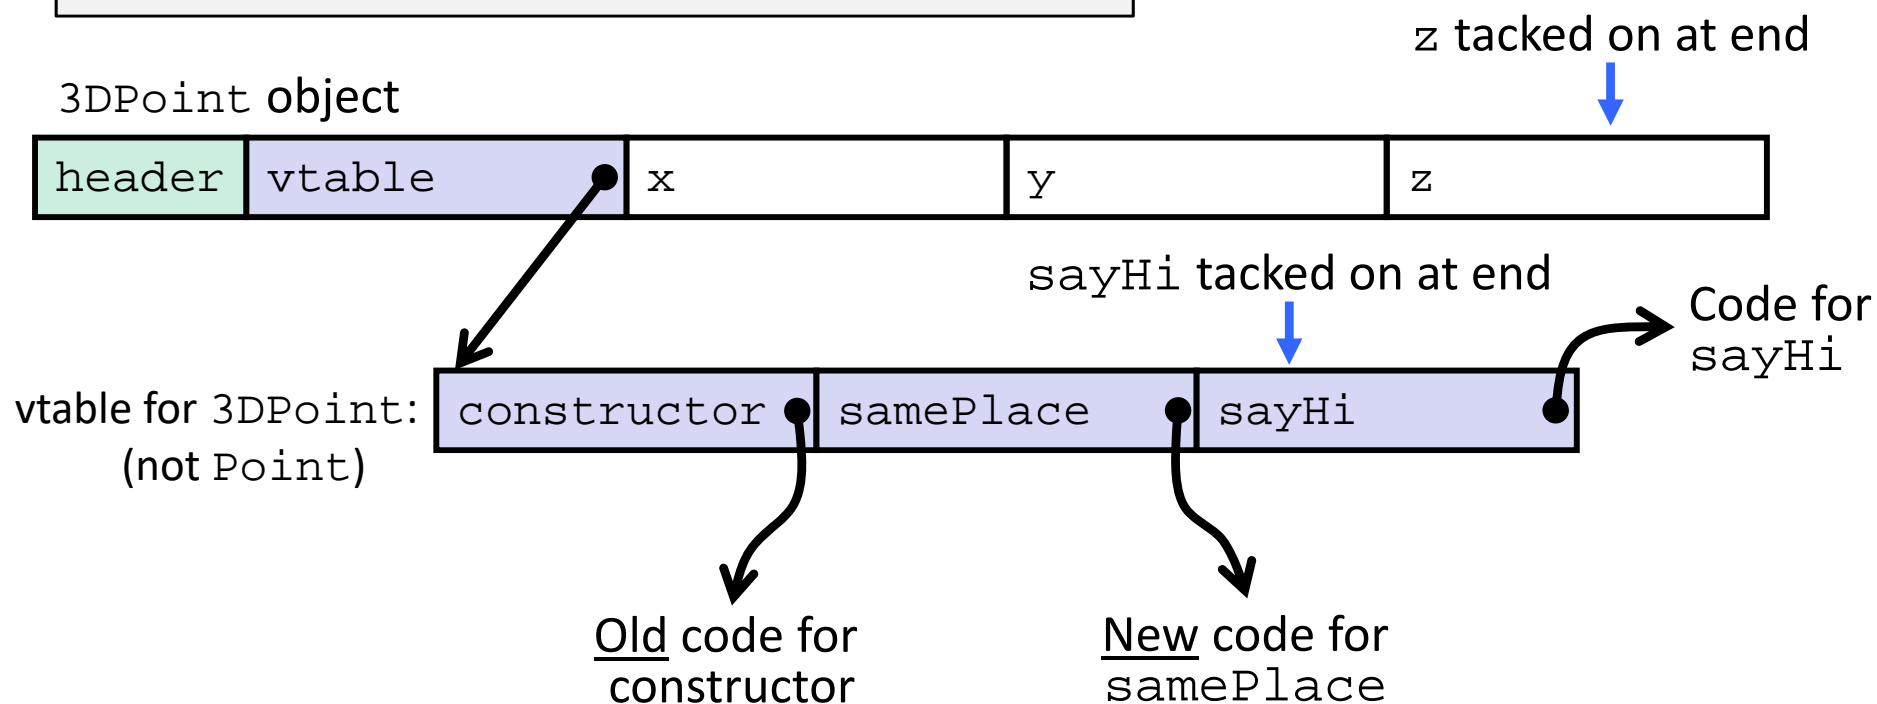 z tacked on at end
3DPoint object
header vtable x y z
sayHi tacked on at end
Code for
sayHi
vtable for 3DPoint:
(not Point)
constructor samePlace sayHi
Old code for
constructor
New code for
samePlace